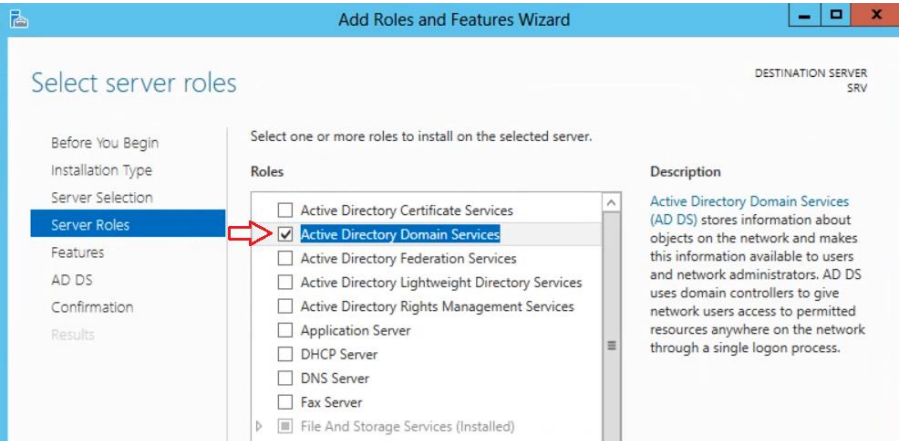 Add Roles and Features Wizard
Select server roles
DESTINATION SERVER
SRV
Before You Begin
Installation Type
Server Selection
Server Roles
Features
AD DS
Confirmation
Results
Select one or more roles to install on the selected server.
Roles
Active Directory Certificate Services
Active Directory Domain Services
Active Directory Federation Services
Active Directory Lightweight Directory Services
Active Directory Rights Management Services
Application Server
DHCP Server
DNS Server
Fax Server
File And Storage Services (Installed)
Description
Active Directory Domain Services
(AD DS) stores information about
objects on the network and makes
this information available to users
and network administrators. AD DS
uses domain controllers to give
network users access to permitted
resources anywhere on the network
through a single logon process.